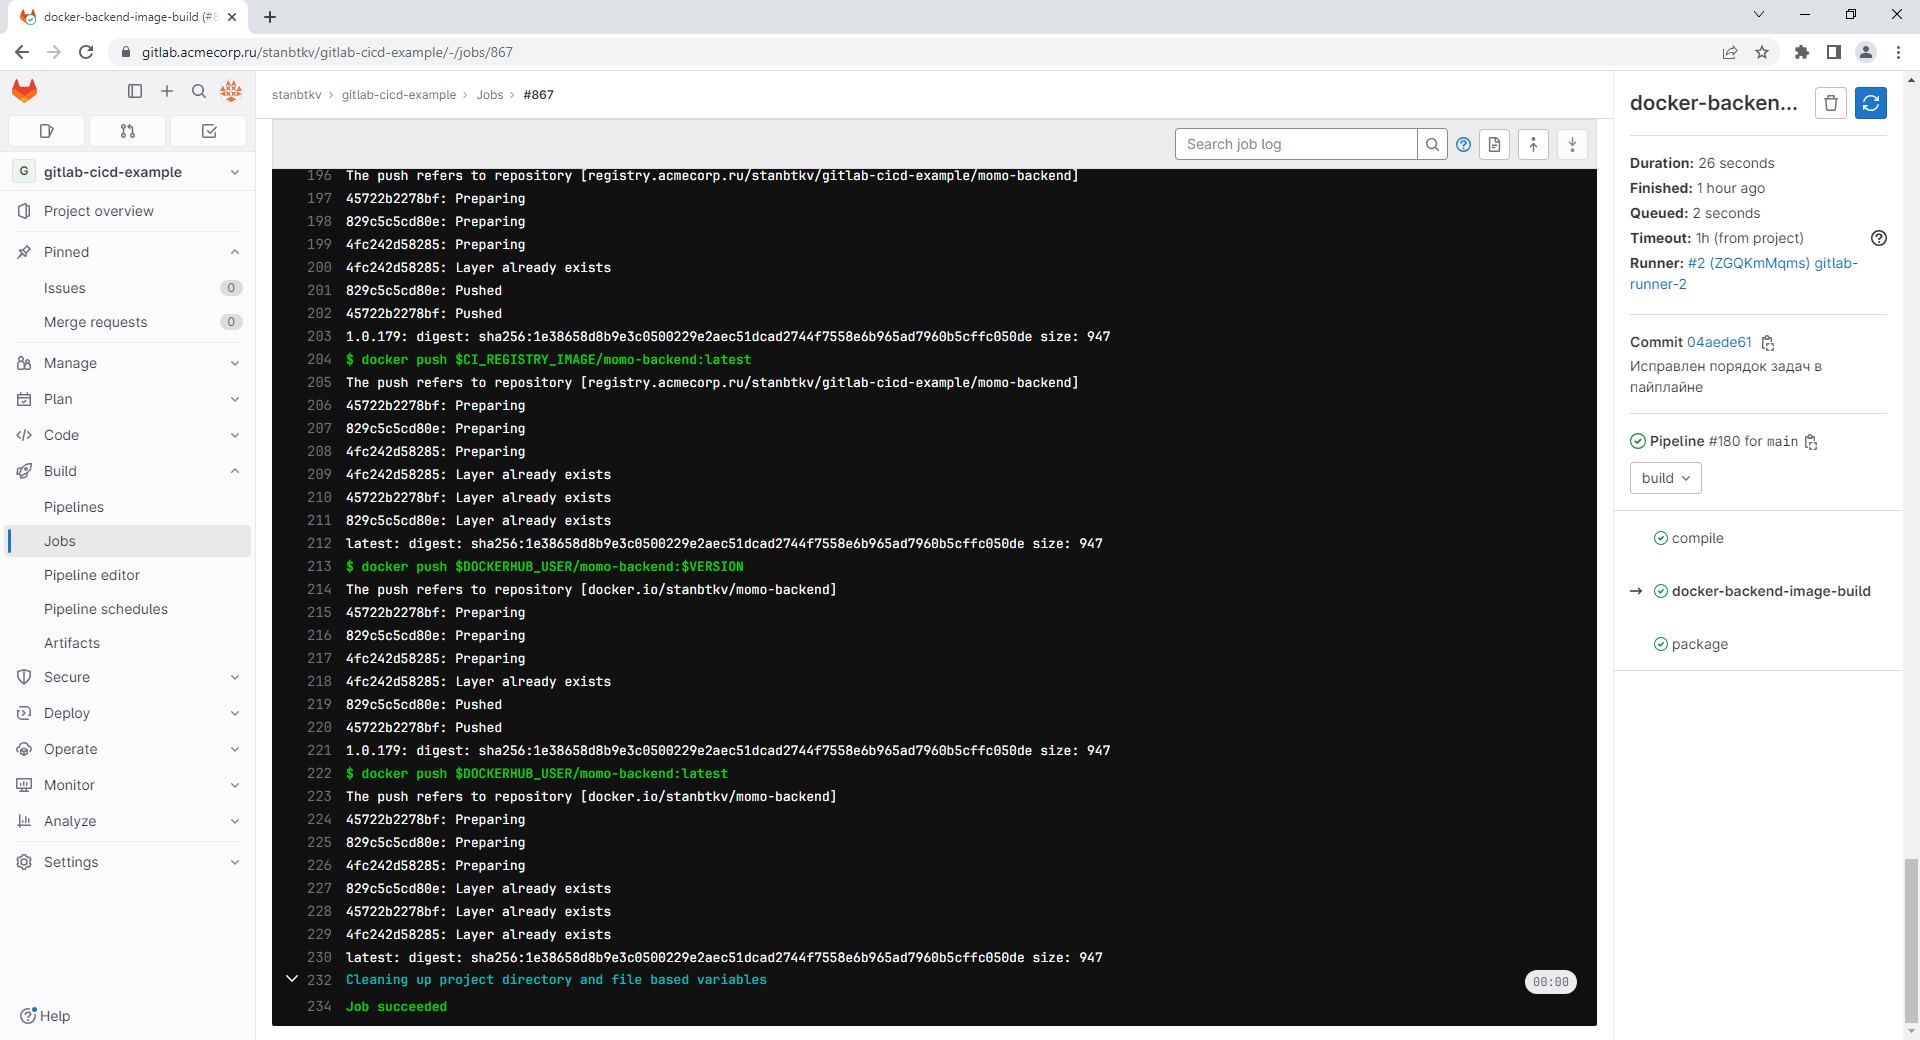 docker-backend-image-build (#8
gitlab.acmecorp.ru/stanbtkv/gitlab-cicd-example/-/jobs/867
G gitlab-cicd-example
Project overview
Pinned
Issues 0
Merge requests 0
Manage
Plan
Code
Build
Pipelines
Jobs
Pipeline editor
Pipeline schedules
Artifacts
Secure
Deploy
Operate
Monitor
Analyze
Settings
Help
stanbtkv › gitlab-cicd-example › Jobs › #867
Search job log
196 The push refers to repository [registry.acmecorp.ru/stanbtkv/gitlab-cicd-example/momo-backend]
197 45722b2278bf: Preparing
198 829c5c5cd80e: Preparing
199 4fc242d58285: Preparing
200 4fc242d58285: Layer already exists
201 829c5c5cd80e: Pushed
202 45722b2278bf: Pushed
203 1.0.179: digest: sha256:1e38658d8b9e3c0500229e2aec51dcad2744f7558e6b965ad7960b5cffc050de size: 947
204 $ docker push $CI_REGISTRY_IMAGE/momo-backend:latest
205 The push refers to repository [registry.acmecorp.ru/stanbtkv/gitlab-cicd-example/momo-backend]
206 45722b2278bf: Preparing
207 829c5c5cd80e: Preparing
208 4fc242d58285: Preparing
209 4fc242d58285: Layer already exists
210 45722b2278bf: Layer already exists
211 829c5c5cd80e: Layer already exists
212 latest: digest: sha256:1e38658d8b9e3c0500229e2aec51dcad2744f7558e6b965ad7960b5cffc050de size: 947
213 $ docker push $DOCKERHUB_USER/momo-backend:$VERSION
214 The push refers to repository [docker.io/stanbtkv/momo-backend]
215 45722b2278bf: Preparing
216 829c5c5cd80e: Preparing
217 4fc242d58285: Preparing
218 4fc242d58285: Layer already exists
219 829c5c5cd80e: Pushed
220 45722b2278bf: Pushed
221 1.0.179: digest: sha256:1e38658d8b9e3c0500229e2aec51dcad2744f7558e6b965ad7960b5cffc050de size: 947
222 $ docker push $DOCKERHUB_USER/momo-backend:latest
223 The push refers to repository [docker.io/stanbtkv/momo-backend]
224 45722b2278bf: Preparing
225 829c5c5cd80e: Preparing
226 4fc242d58285: Preparing
227 829c5c5cd80e: Layer already exists
228 45722b2278bf: Layer already exists
229 4fc242d58285: Layer already exists
230 latest: digest: sha256:1e38658d8b9e3c0500229e2aec51dcad2744f7558e6b965ad7960b5cffc050de size: 947
232 Cleaning up project directory and file based variables 00:00
234 Job succeeded
docker-backen...
Duration: 26 seconds
Finished: 1 hour ago
Queued: 2 seconds
Timeout: 1h (from project)
Runner: #2 (ZGQKmMqms) gitlab-
runner-2
Commit 04aede61
Исправлен порядок задач в
пайплайне
Pipeline #180 for main
build
compile
→ docker-backend-image-build
package